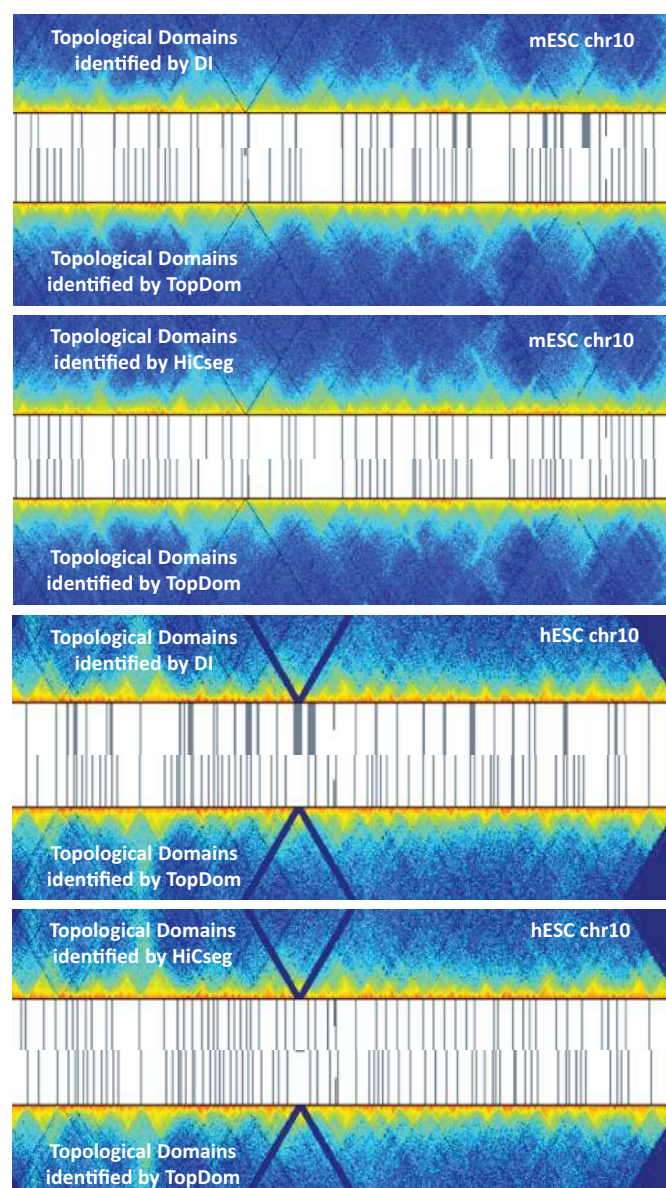 Topological Domains
identified by DI
mESC chr10
Topological Domains
identified by TopDom
Topological Domains
identified by HiCseg
mESC chr10
Topological Domains
identified by TopDom
Topological Domains
identified by DI
hESC chr10
Topological Domains
identified by TopDom
Topological Domains
identified by HiCseg
hESC chr10
Topological Domains
identified by TopDom